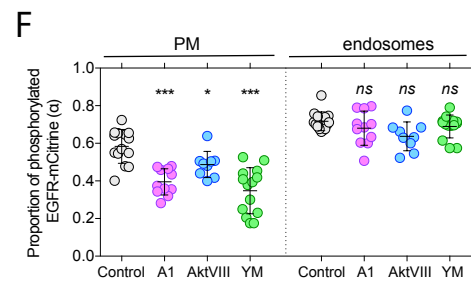 F
PM endosomes
*** * *** ns ns ns
Proportion of phosphorylated
EGFR-mCitrine (α)
1.0
0.8
0.6
0.4
0.2
0.0
Control A1 AktVIII YM Control A1 AktVIII YM